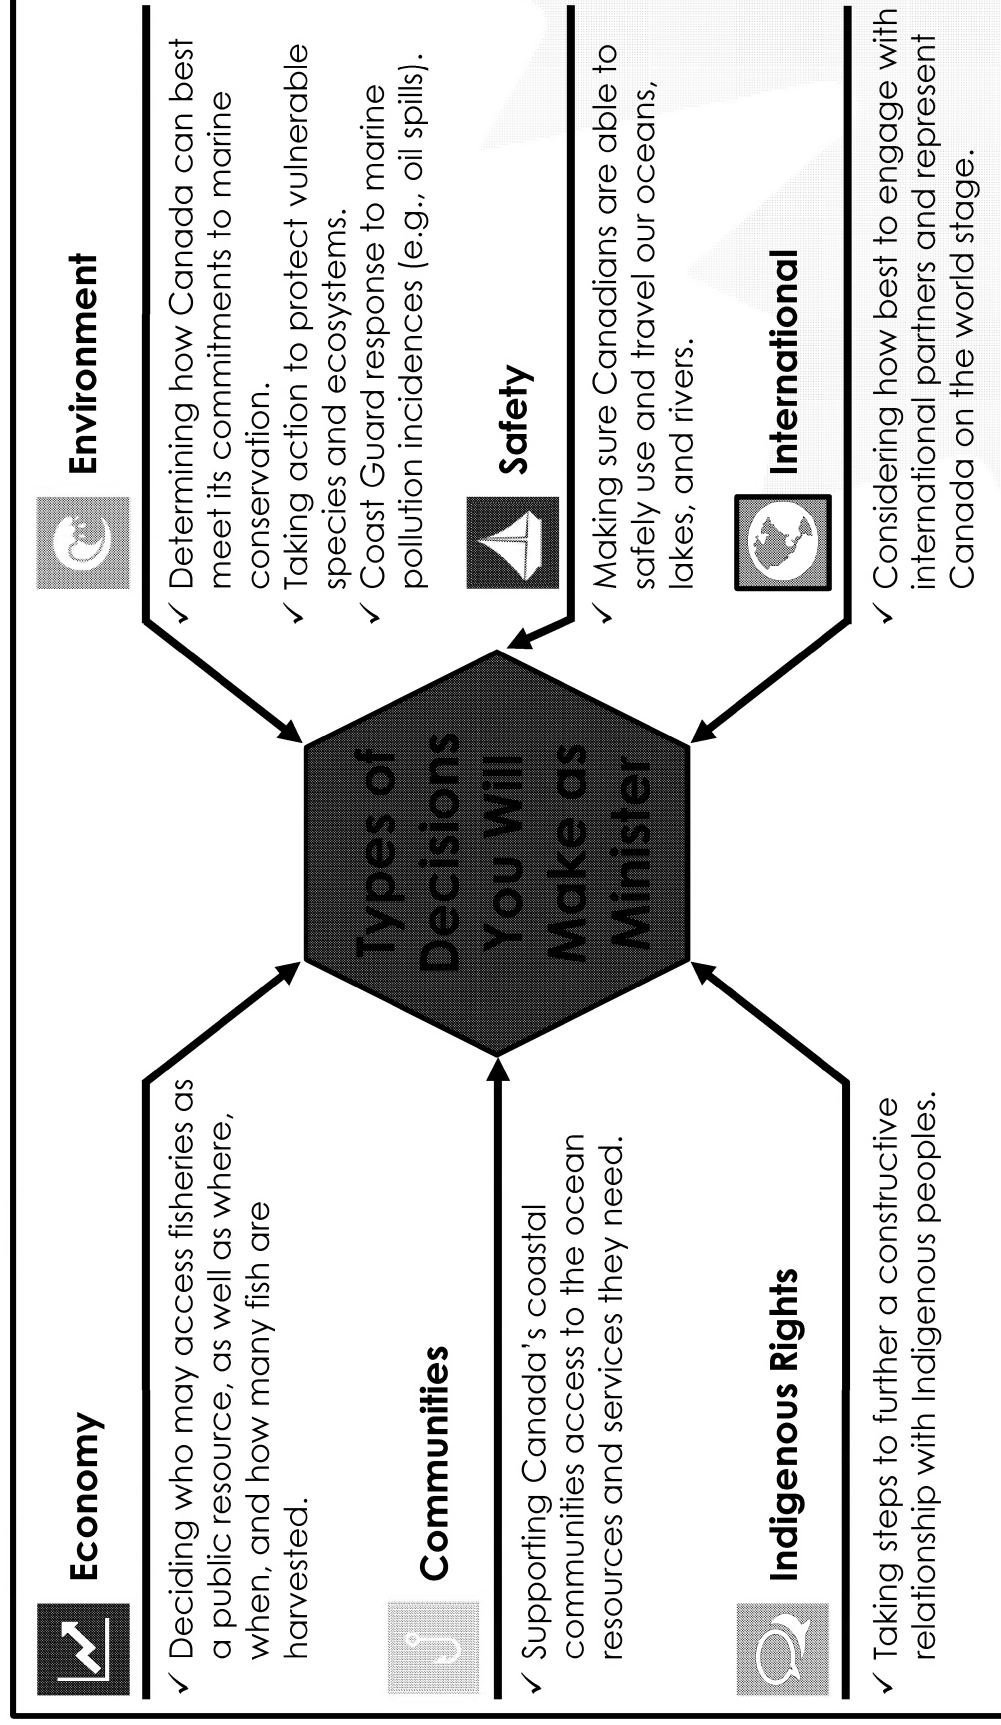 Economy
✓ Deciding who may access fisheries as
a public resource, as well as where,
when, and how many fish are
harvested.
Communities
✓ Supporting Canada's coastal
communities access to the ocean
resources and services they need.
Indigenous Rights
✓ Taking steps to further a constructive
relationship with Indigenous peoples.
Types of
Decisions
You Will
Make as
Minister
Environment
✓ Determining how Canada can best
meet its commitments to marine
conservation.
✓ Taking action to protect vulnerable
species and ecosystems.
✓ Coast Guard response to marine
pollution incidences (e.g., oil spills).
Safety
✓ Making sure Canadians are able to
safely use and travel our oceans,
lakes, and rivers.
International
✓ Considering how best to engage with
international partners and represent
Canada on the world stage.